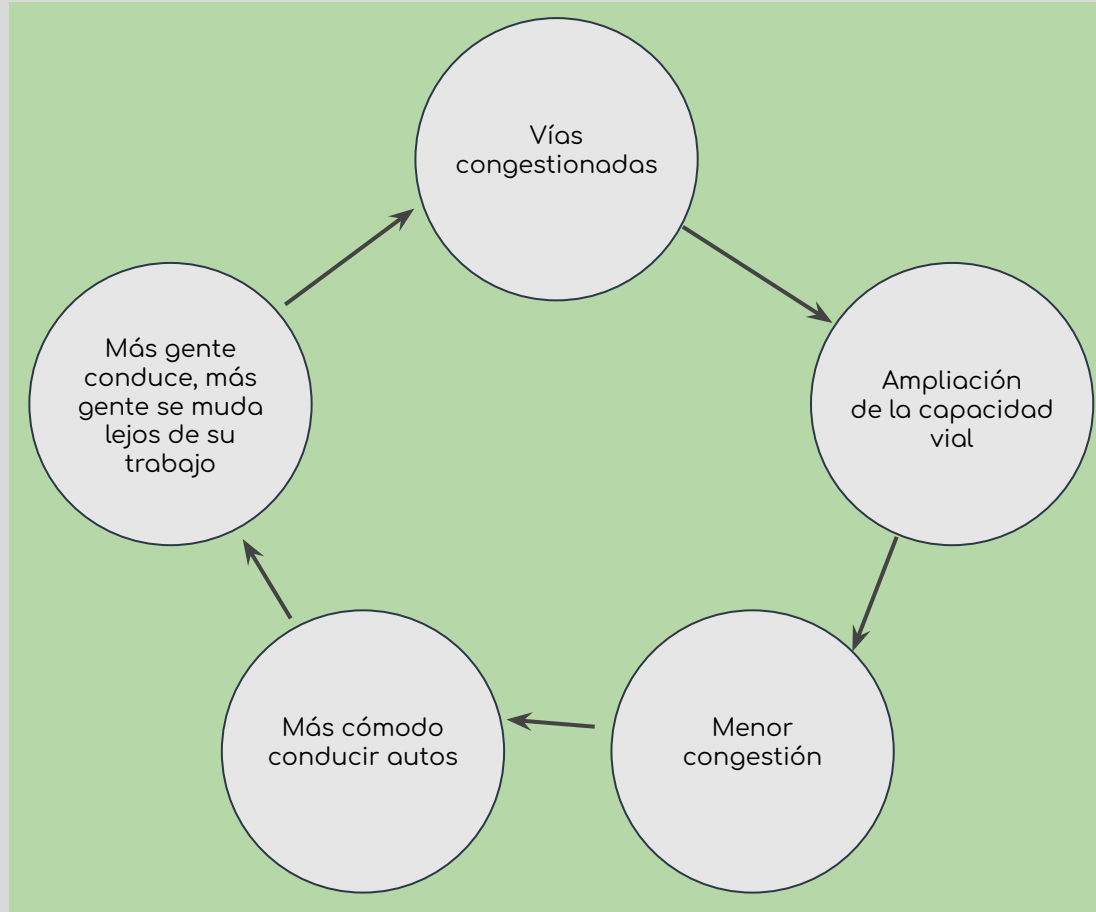 Vías
congestionadas
Ampliación
de la capacidad
vial
Menor
congestión
Más cómodo
conducir autos
Más gente
conduce, más
gente se muda
lejos de su
trabajo